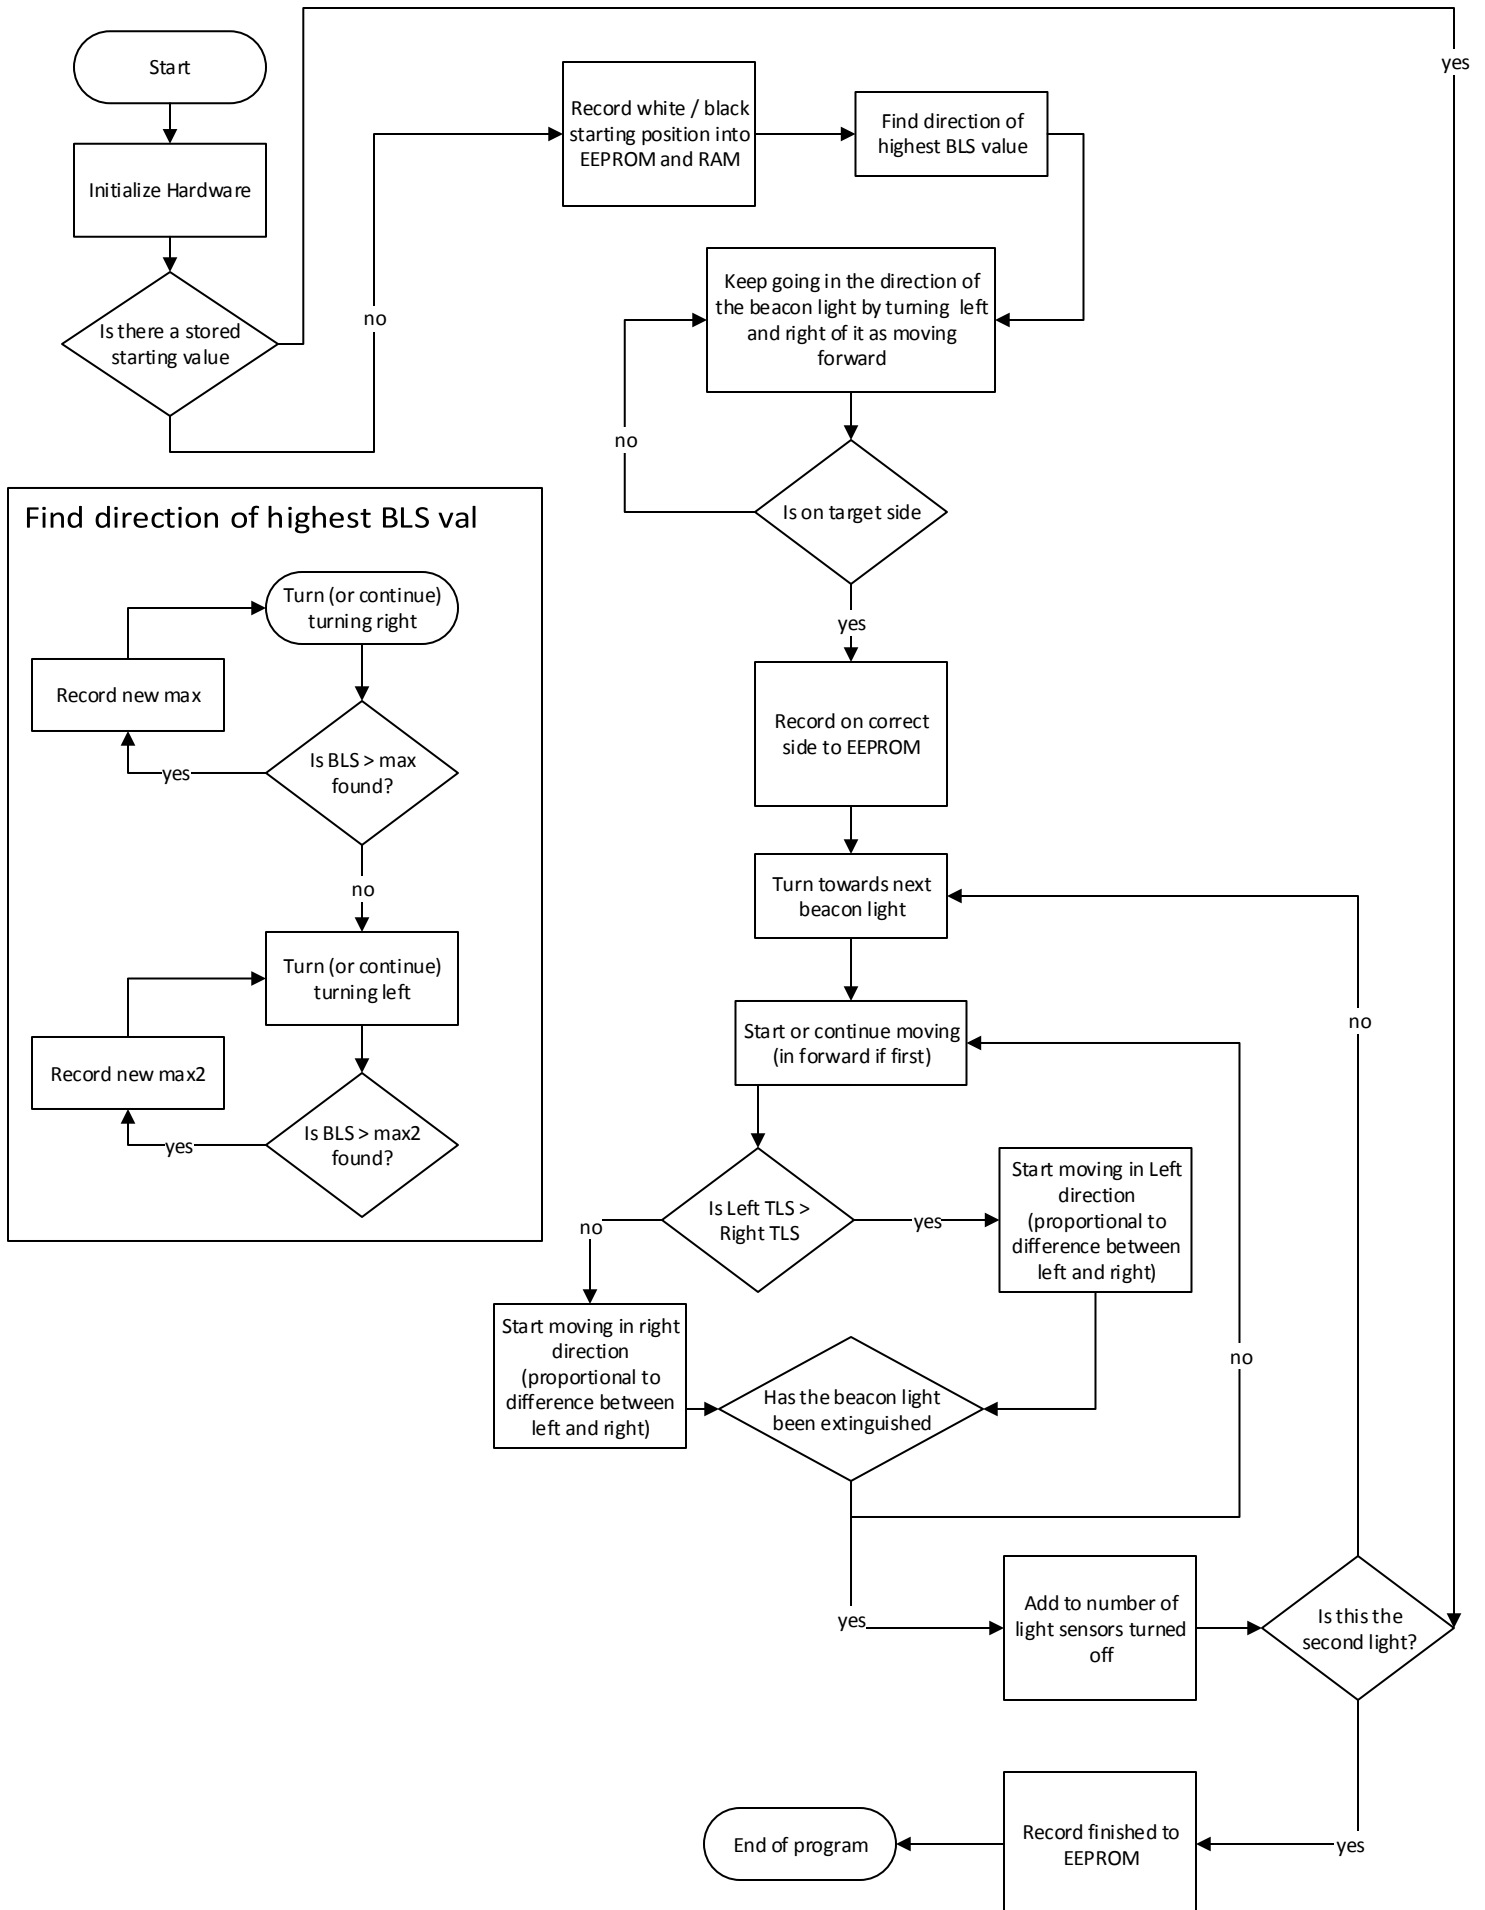 Start
yes
Initialize Hardware
Is there a stored
starting value
no
Record white / black
starting position into
EEPROM and RAM
Find direction of
highest BLS value
Keep going in the direction of
the beacon light by turning left
and right of it as moving
forward
no
Is on target side
yes
Record on correct
side to EEPROM
Turn towards next
beacon light
Start or continue moving
(in forward if first)
no
Is Left TLS >
Right TLS
no
yes
Start moving in Left
direction
(proportional to
difference between
left and right)
Start moving in right
direction
(proportional to
difference between
left and right)
Has the beacon light
been extinguished
no
yes
Add to number of
light sensors turned
off
Is this the
second light?
yes
Record finished to
EEPROM
End of program
Find direction of highest BLS val
Turn (or continue)
turning right
Record new max
Is BLS > max
found?
yes
no
Turn (or continue)
turning left
Record new max2
Is BLS > max2
found?
yes